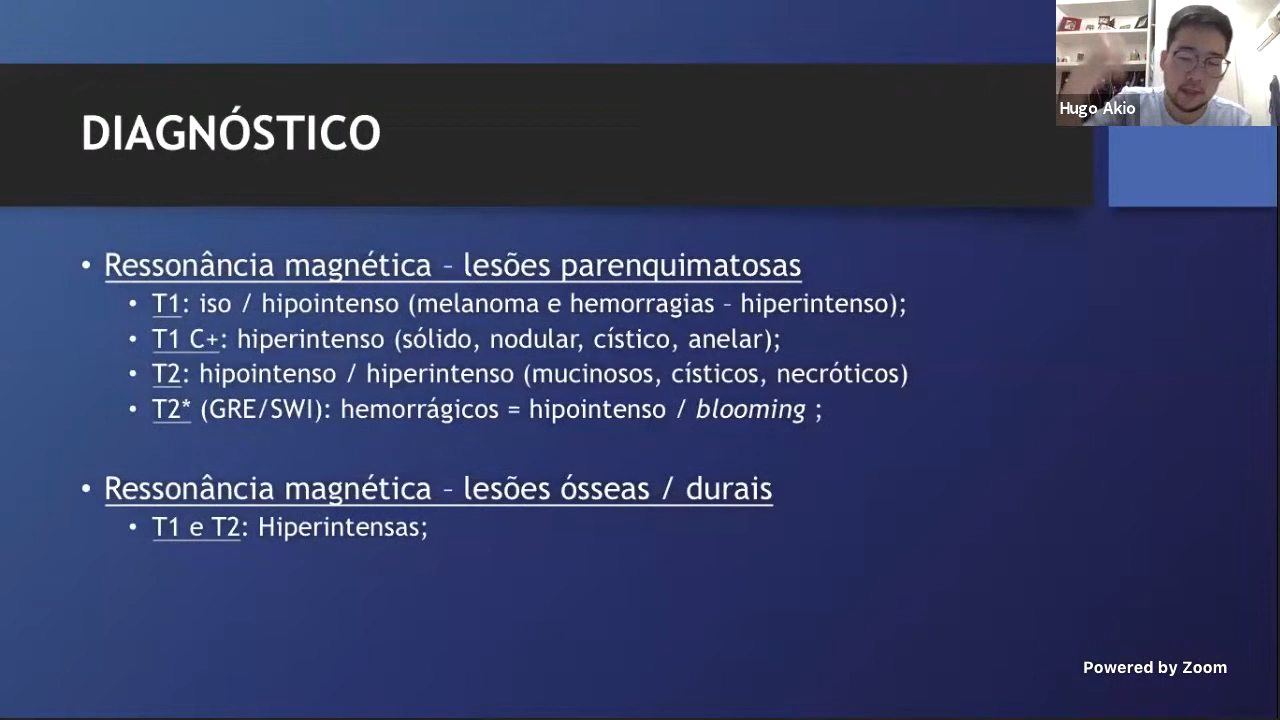 Hugo Akio
DIAGNÓSTICO
• Ressonância magnética – lesões parenquimatosas
• T1: iso / hipointenso (melanoma e hemorragias – hiperintenso);
• T1 C+: hiperintenso (sólido, nodular, cístico, anelar);
• T2: hipointenso / hiperintenso (mucinosos, císticos, necróticos)
• T2* (GRE/SWI): hemorrágicos = hipointenso / blooming ;
• Ressonância magnética – lesões ósseas / durais
• T1 e T2: Hiperintensas;
Powered by Zoom